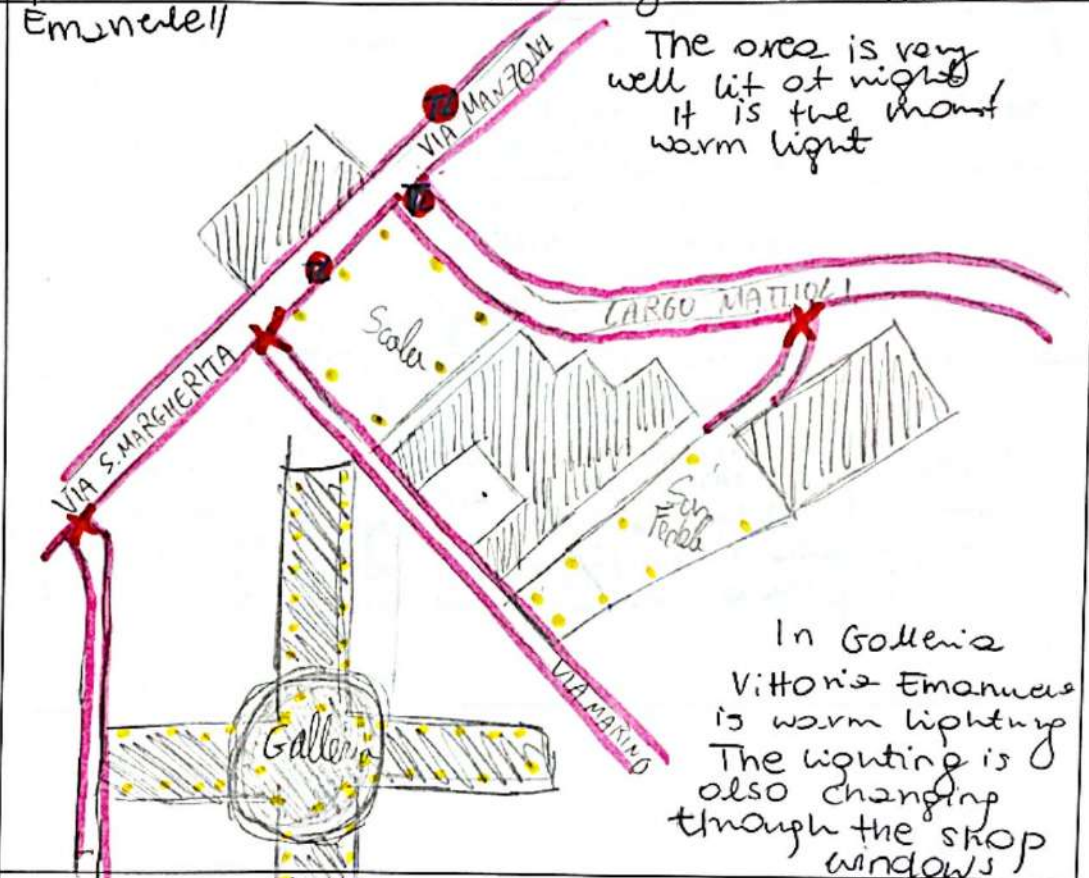 Emanuele II
The area is very
well lit at night,
it is the most
warm light
VIA MANZONI
Scala
LARGO MATTIOLI
VIA S. MARGHERITA
San
Fedele
Galleria
VIA MARINO
In Galleria
Vittorio Emanuele
is warm lighting
The lighting is
also changing
through the shop
windows